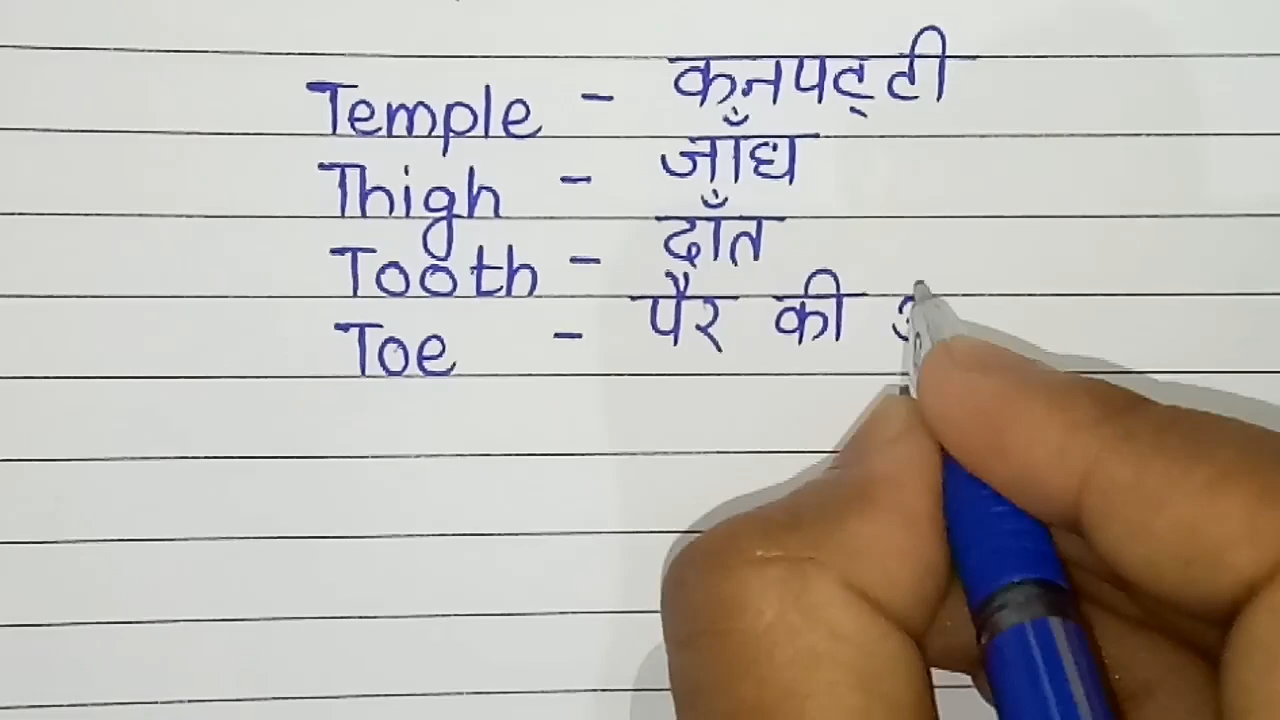 Temple - कनपट्टी
Thigh - जाँघ
Tooth - दाँत
Toe - पैर की